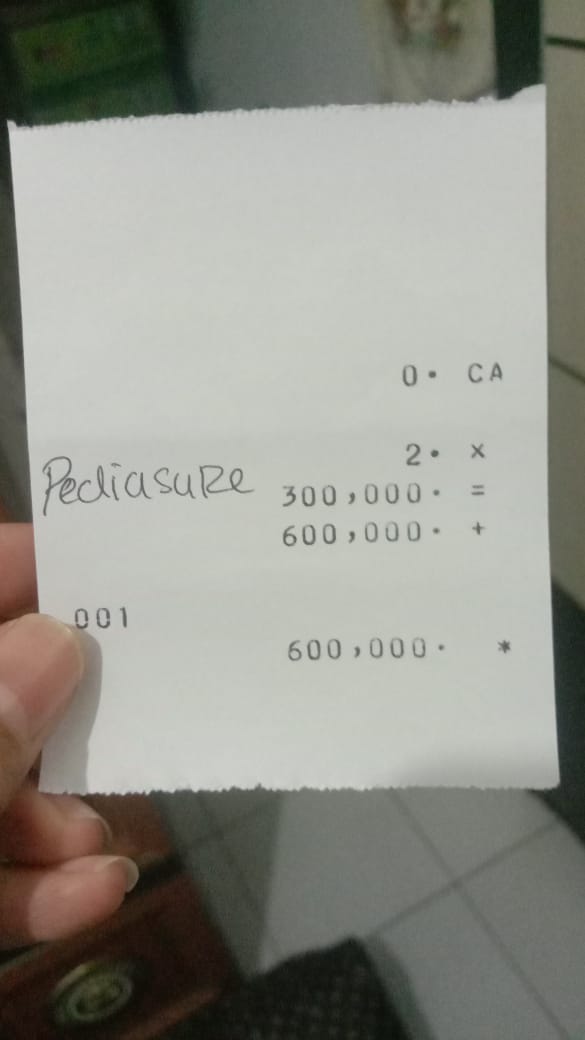 0. CA
2. x
Pediasure 300,000. =
600,000. +
001
600,000. *